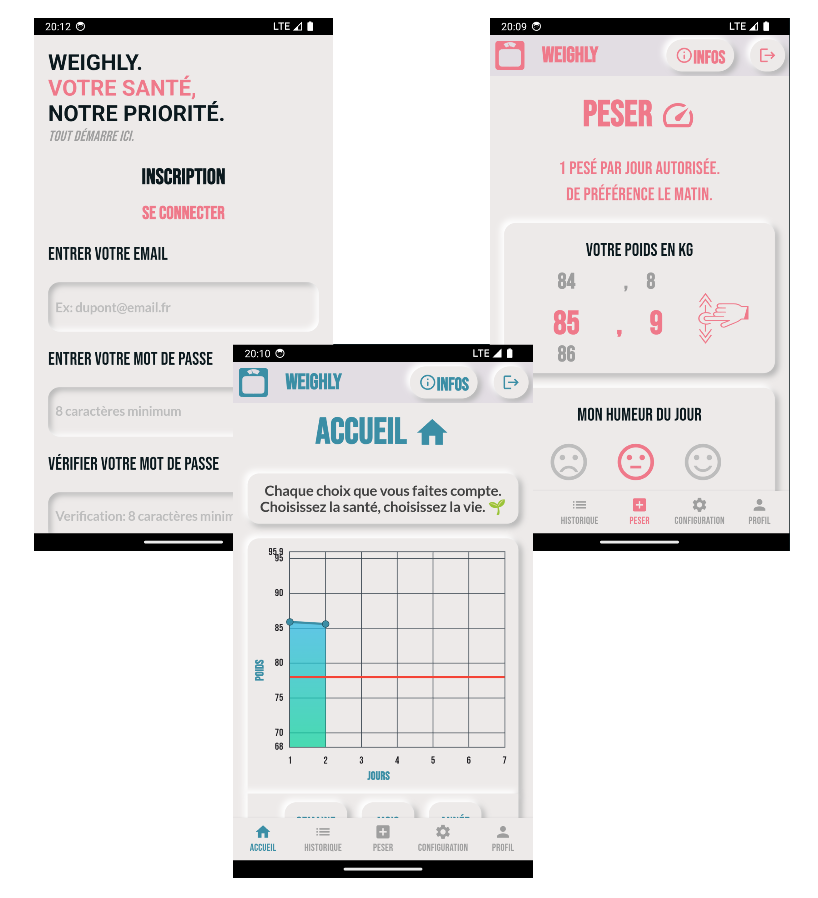 20:12
LTE
WEIGHLY.
VOTRE SANTÉ,
NOTRE PRIORITÉ.
TOUT DÉMARRE ICI.
INSCRIPTION
SE CONNECTER
ENTRER VOTRE EMAIL
Ex: dupont@email.fr
ENTRER VOTRE MOT DE PASSE
8 caractères minimum
VÉRIFIER VOTRE MOT DE PASSE
Verification: 8 caractères minim
20:09
LTE
WEIGHLY
INFOS
PESER
1 PESÉ PAR JOUR AUTORISÉE.
DE PRÉFÉRENCE LE MATIN.
VOTRE POIDS EN KG
84 , 8
85 , 9
86
MON HUMEUR DU JOUR
HISTORIQUE PESER CONFIGURATION PROFIL
20:10
LTE
WEIGHLY
INFOS
ACCUEIL
Chaque choix que vous faites compte.
Choisissez la santé, choisissez la vie. 🌱
95.9
95
90
85
80
75
70
68
POIDS
1 2 3 4 5 6 7
JOURS
ACCUEIL HISTORIQUE PESER CONFIGURATION PROFIL